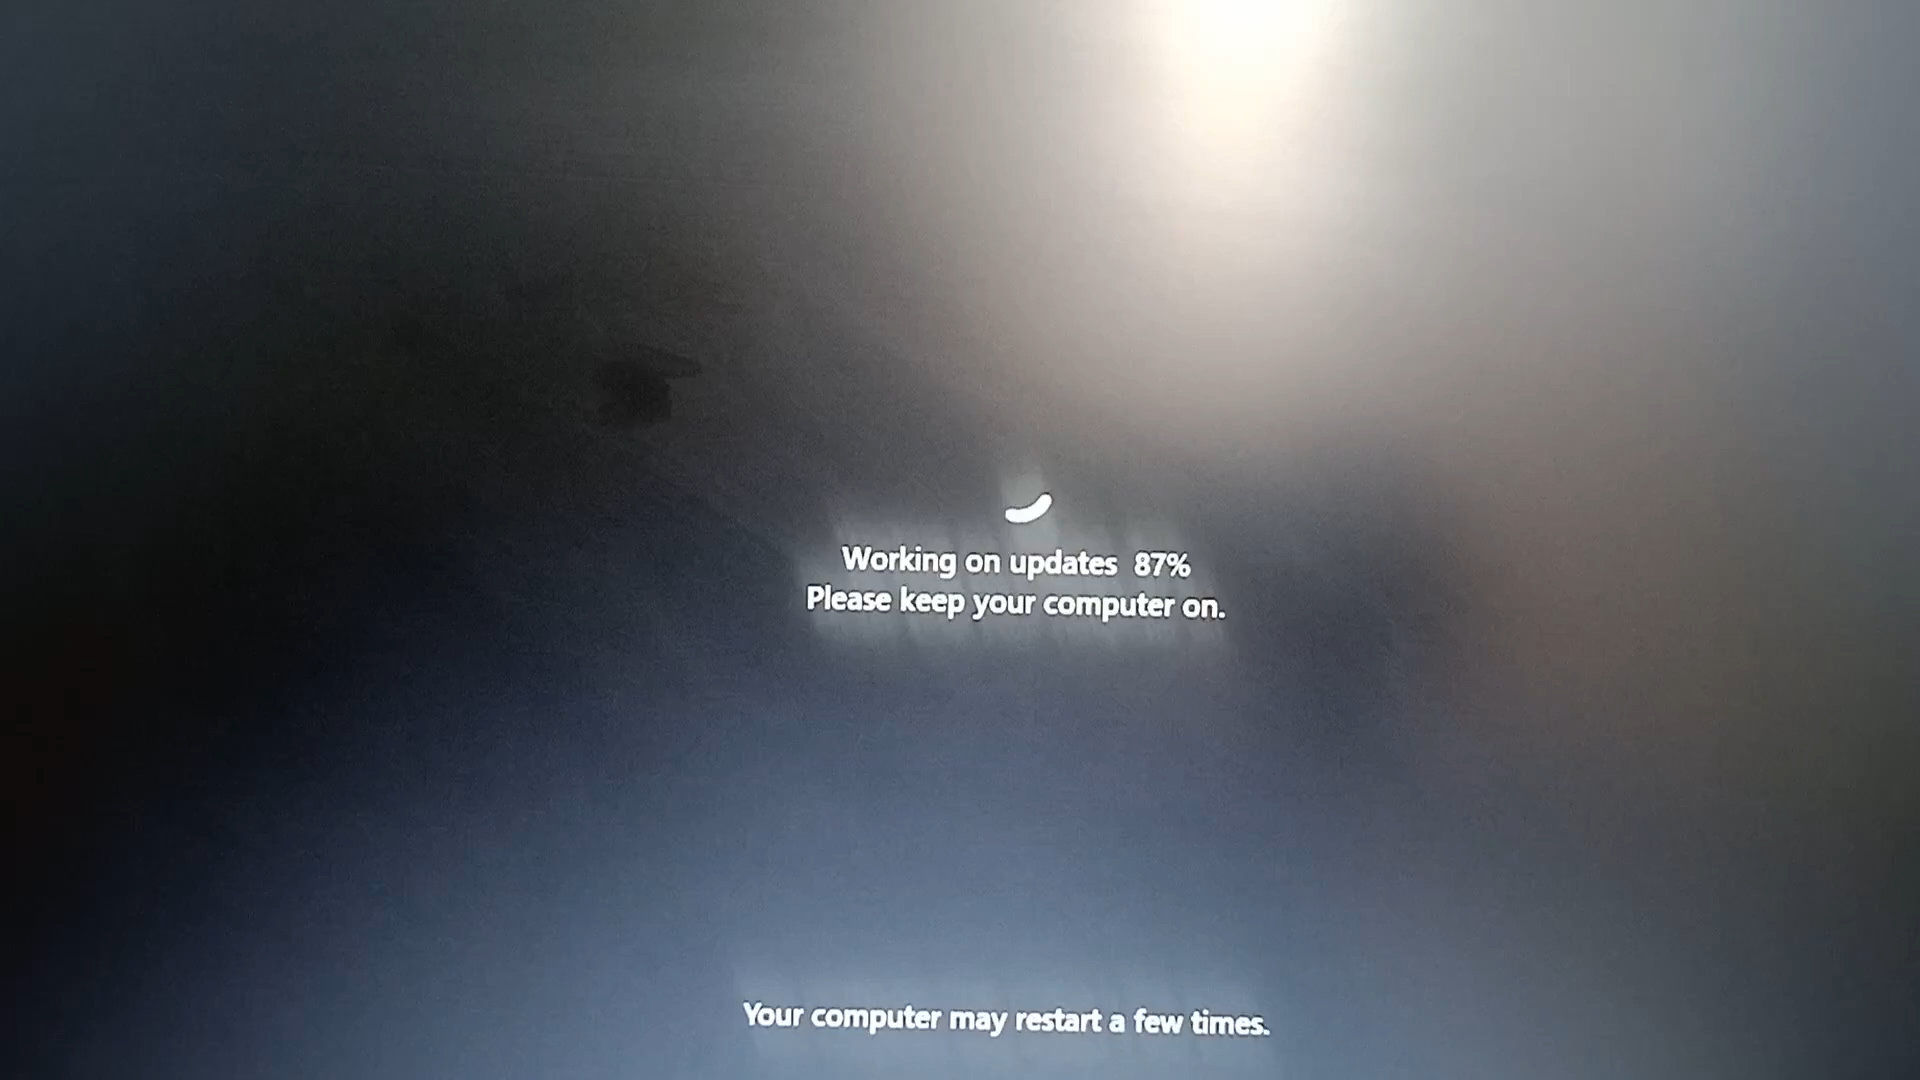 Working on updates  87%
Please keep your computer on.
Your computer may restart a few times.